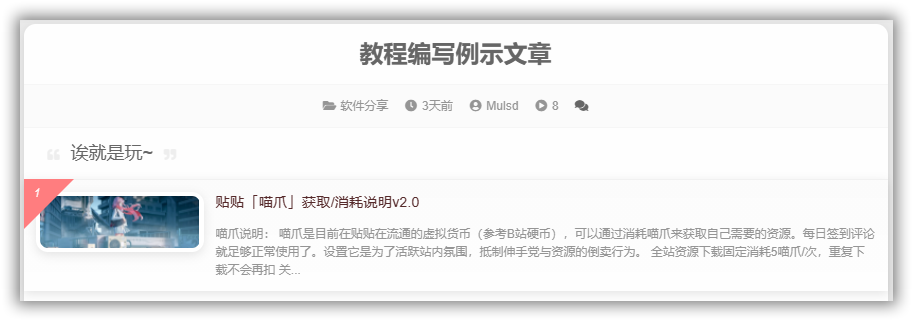 教程编写例示文章
软件分享 3天前 Mulsd 8
“ 诶就是玩~ ”
1
贴贴「喵爪」获取/消耗说明v2.0
喵爪说明： 喵爪是目前在贴贴在流通的虚拟货币（参考B站硬币），可以通过消耗喵爪来获取自己需要的资源。每日签到评论
就足够正常使用了。设置它是为了活跃站内氛围，抵制伸手党与资源的倒卖行为。 全站资源下载固定消耗5喵爪/次，重复下
载不会再扣 关...